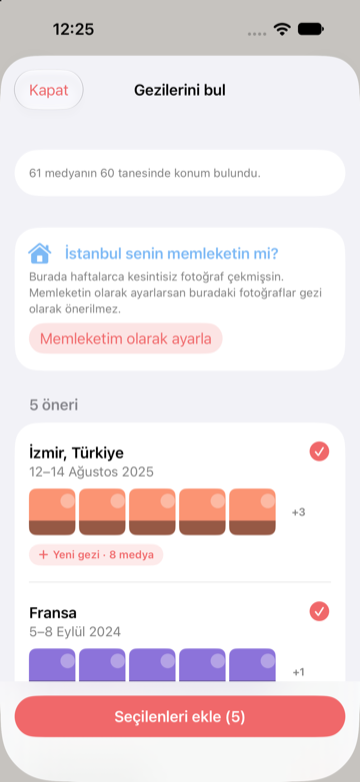 12:25
Kapat
Gezilerini bul
61 medyanın 60 tanesinde konum bulundu.
İstanbul senin memleketin mi?
Burada haftalarca kesintisiz fotoğraf çekmişsin.
Memleketin olarak ayarlarsan buradaki fotoğraflar gezi
olarak önerilmez.
Memleketim olarak ayarla
5 öneri
İzmir, Türkiye
12–14 Ağustos 2025
+3
+ Yeni gezi · 8 medya
Fransa
5–8 Eylül 2024
+1
Seçilenleri ekle (5)